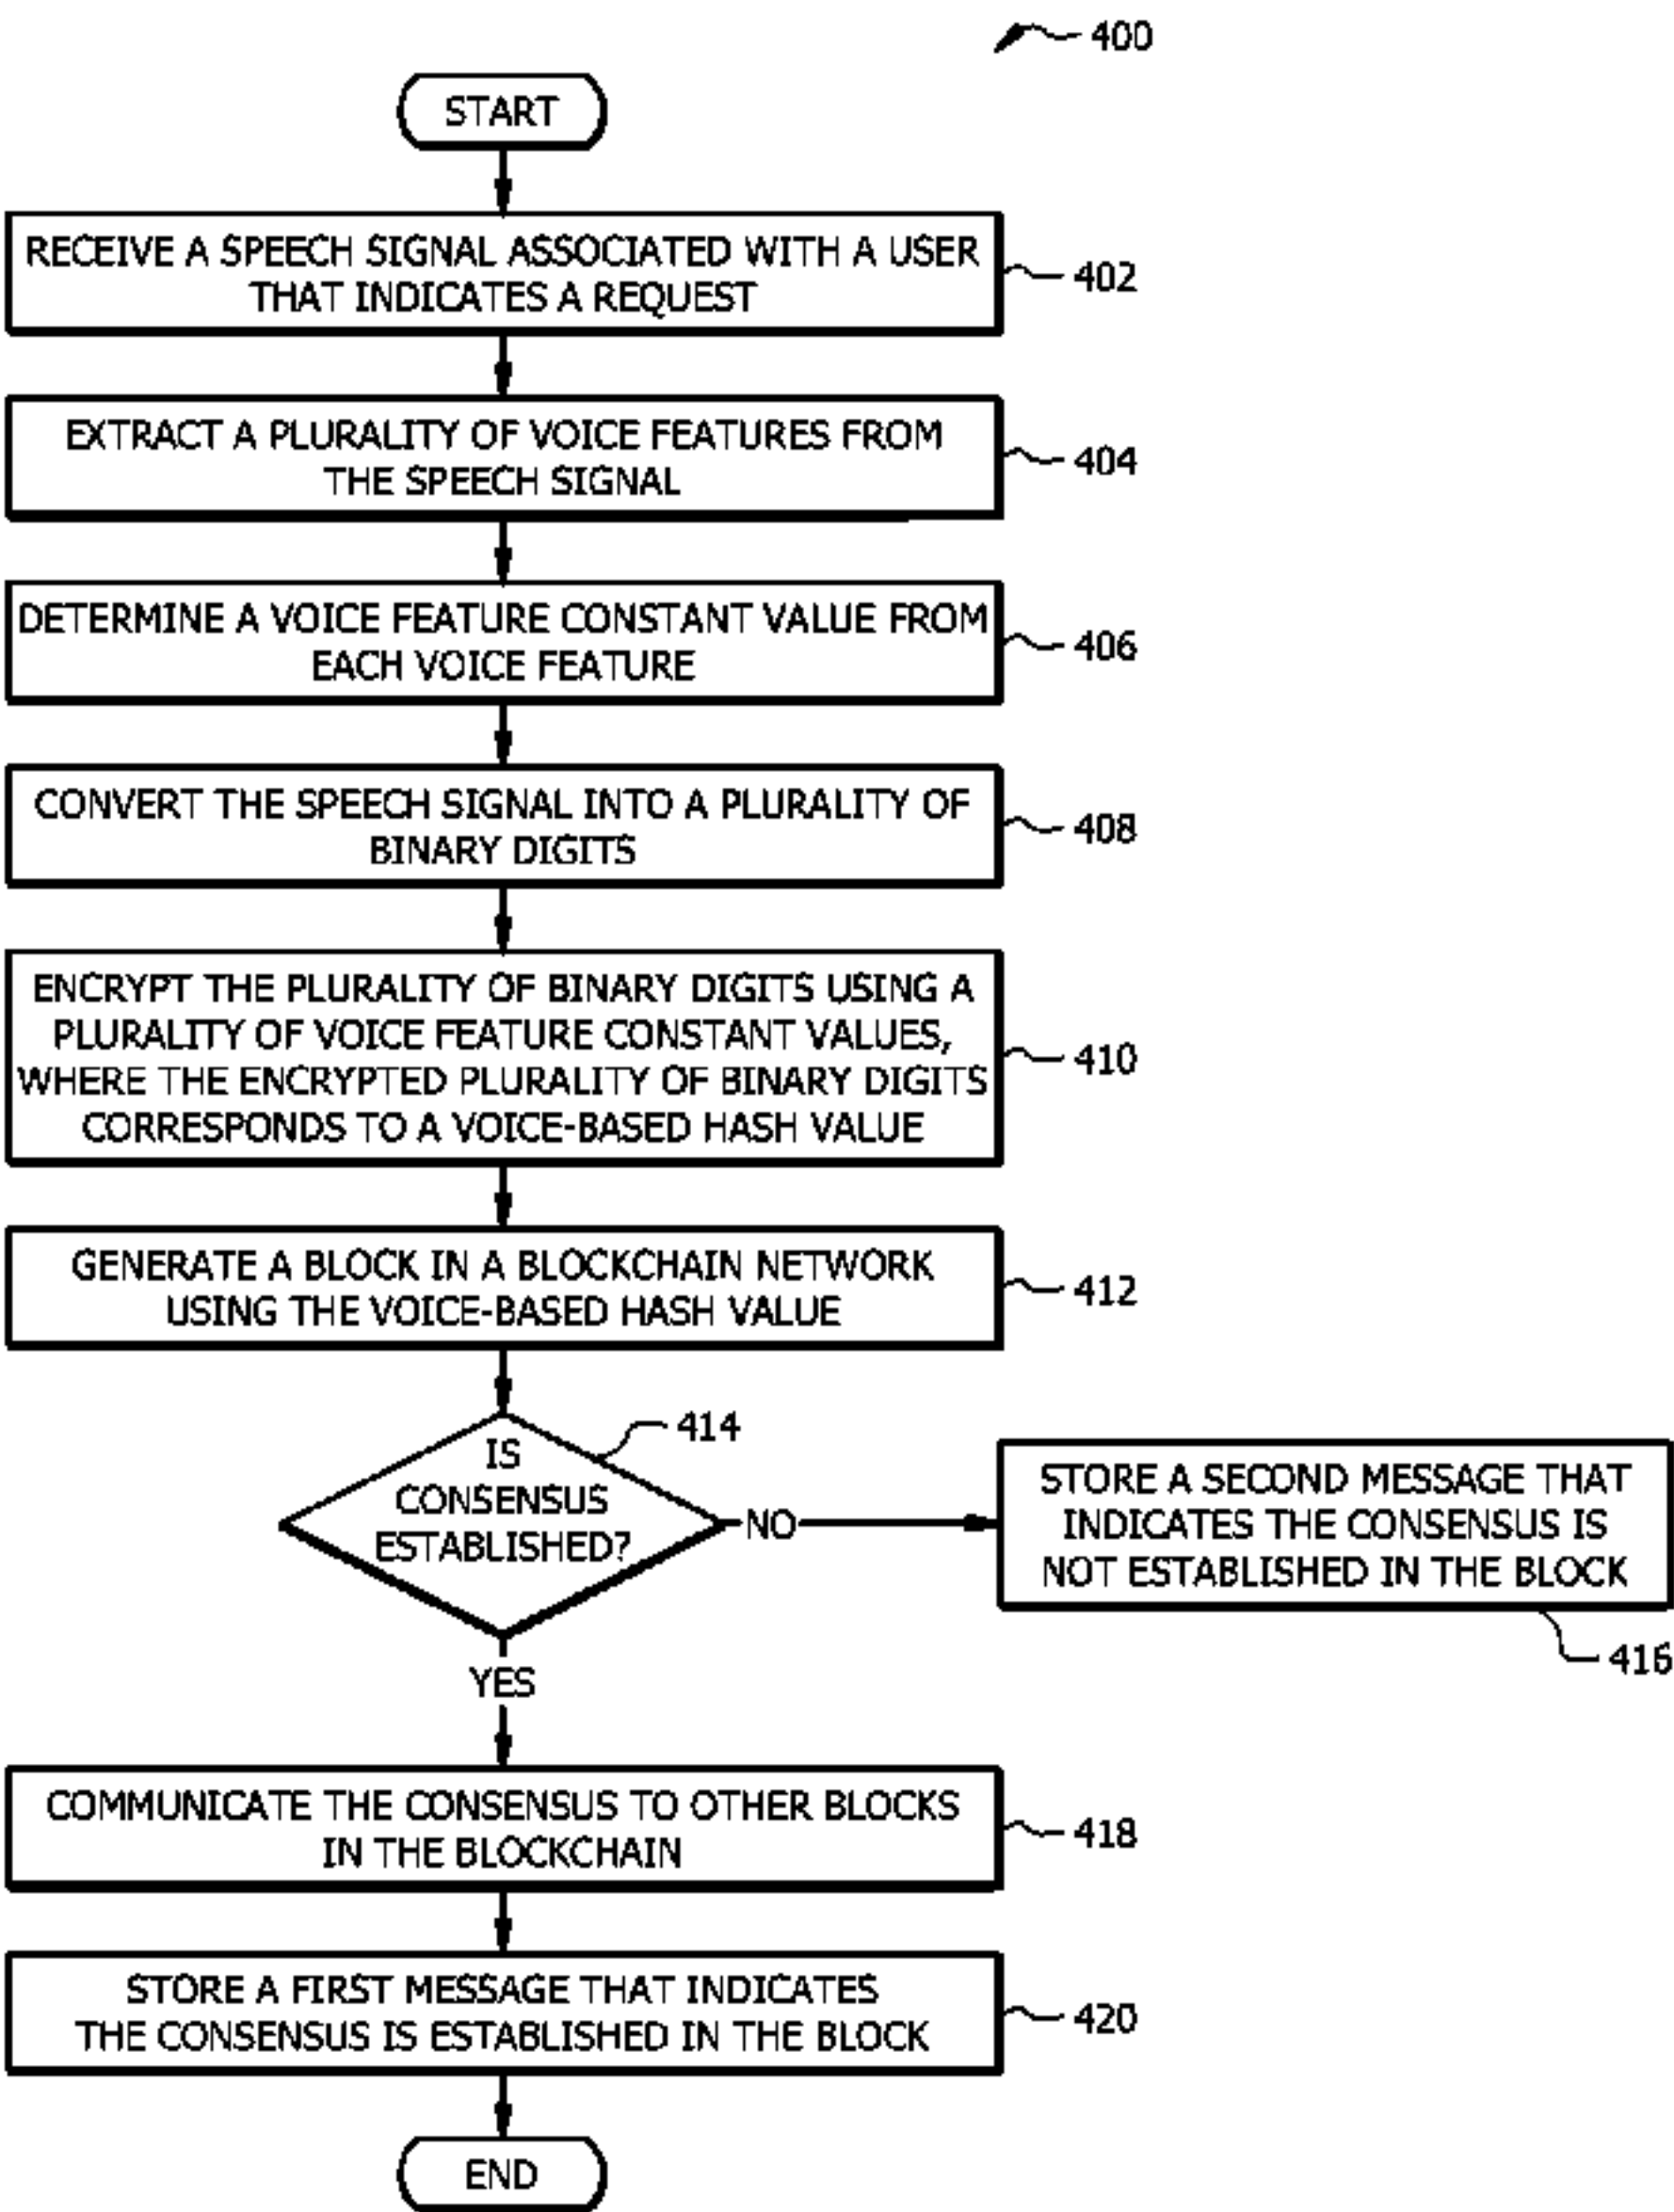 400
START
RECEIVE A SPEECH SIGNAL ASSOCIATED WITH A USER
THAT INDICATES A REQUEST
402
EXTRACT A PLURALITY OF VOICE FEATURES FROM
THE SPEECH SIGNAL
404
DETERMINE A VOICE FEATURE CONSTANT VALUE FROM
EACH VOICE FEATURE
406
CONVERT THE SPEECH SIGNAL INTO A PLURALITY OF
BINARY DIGITS
408
ENCRYPT THE PLURALITY OF BINARY DIGITS USING A
PLURALITY OF VOICE FEATURE CONSTANT VALUES,
WHERE THE ENCRYPTED PLURALITY OF BINARY DIGITS
CORRESPONDS TO A VOICE-BASED HASH VALUE
410
GENERATE A BLOCK IN A BLOCKCHAIN NETWORK
USING THE VOICE-BASED HASH VALUE
412
IS
CONSENSUS
ESTABLISHED?
414
NO
STORE A SECOND MESSAGE THAT
INDICATES THE CONSENSUS IS
NOT ESTABLISHED IN THE BLOCK
416
YES
COMMUNICATE THE CONSENSUS TO OTHER BLOCKS
IN THE BLOCKCHAIN
418
STORE A FIRST MESSAGE THAT INDICATES
THE CONSENSUS IS ESTABLISHED IN THE BLOCK
420
END